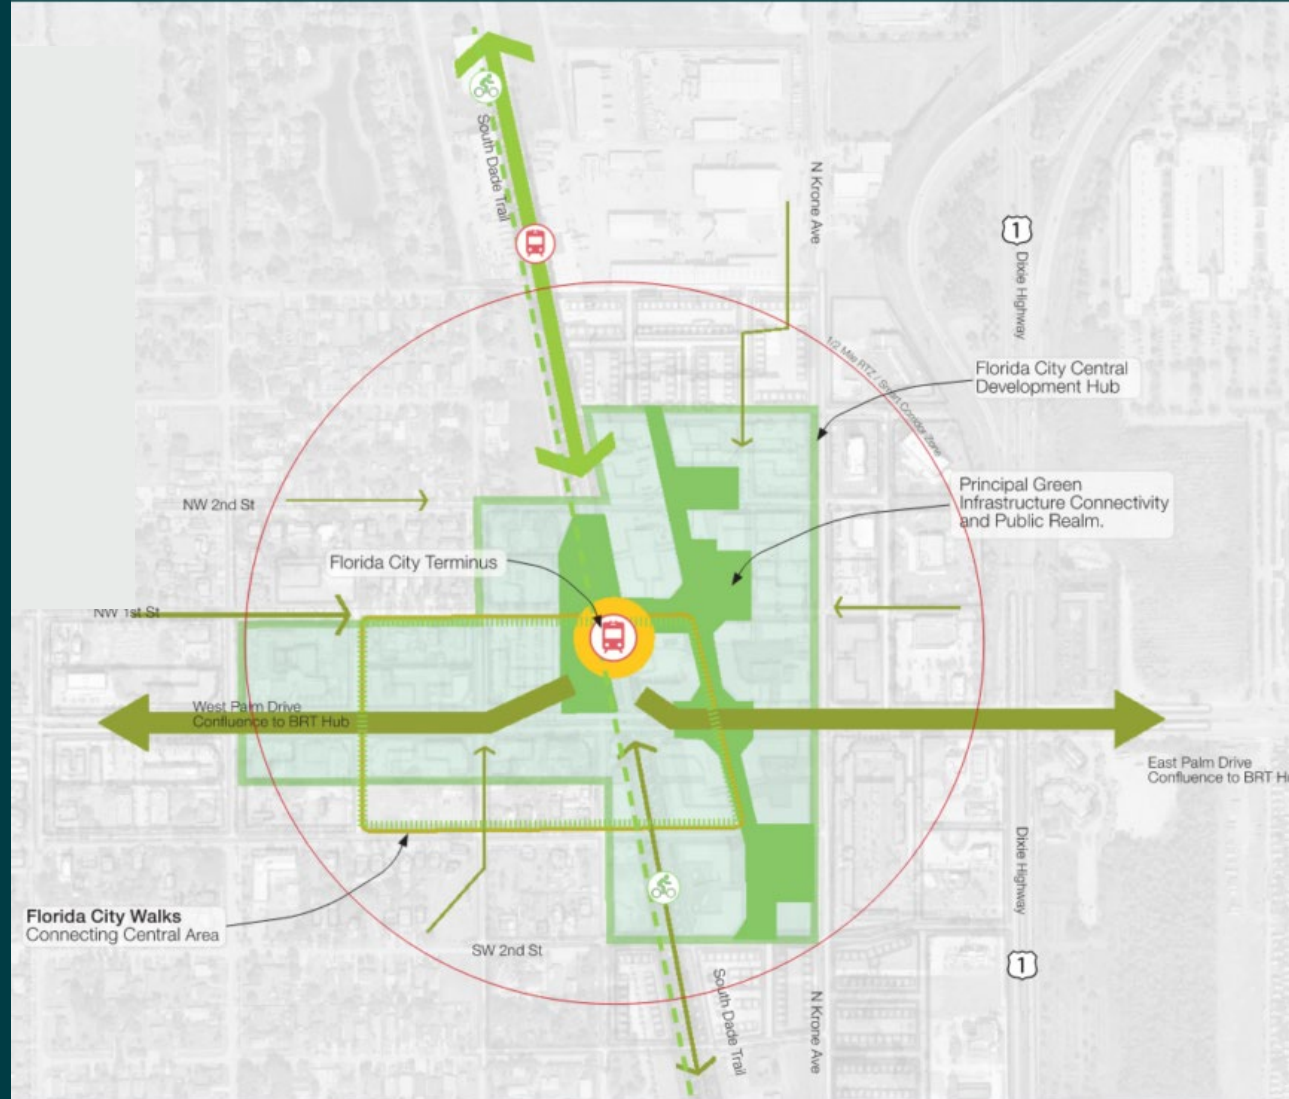 South Dade Trail
N Krone Ave
1
Dixie Highway
1/2 Mile RTZ / Smart Corridor Zone
Florida City Central
Development Hub
Principal Green
Infrastructure Connectivity
and Public Realm.
NW 2nd St
Florida City Terminus
NW 1st St
West Palm Drive
Confluence to BRT Hub
East Palm Drive
Confluence to BRT H
Dixie Highway
Florida City Walks
Connecting Central Area
SW 2nd St
1
South Dade Trail
N Krone Ave